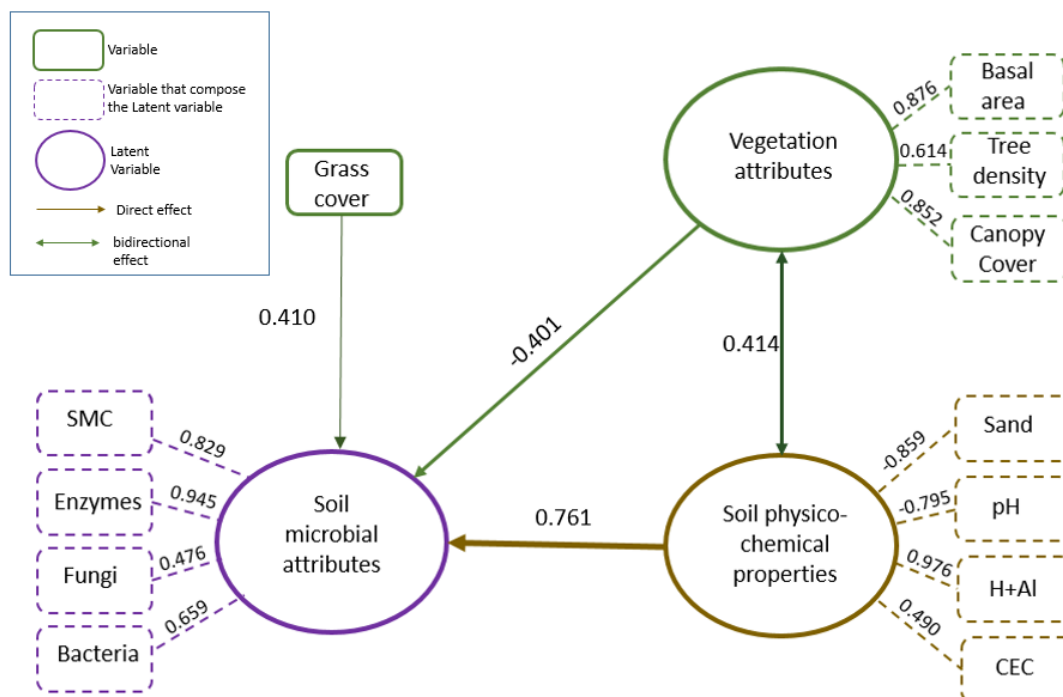 Variable
Variable that compose
the Latent variable
Latent
Variable
Direct effect
bidirectional
effect
Grass
cover
Vegetation
attributes
0.876
0.614
0.852
Basal
area
Tree
density
Canopy
Cover
0.410
-0.401
0.414
SMC
Enzymes
Fungi
Bacteria
0.829
0.945
0.476
0.659
Soil
microbial
attributes
0.761
Soil physico-
chemical
properties
-0.859
-0.795
0.976
0.490
Sand
pH
H+Al
CEC